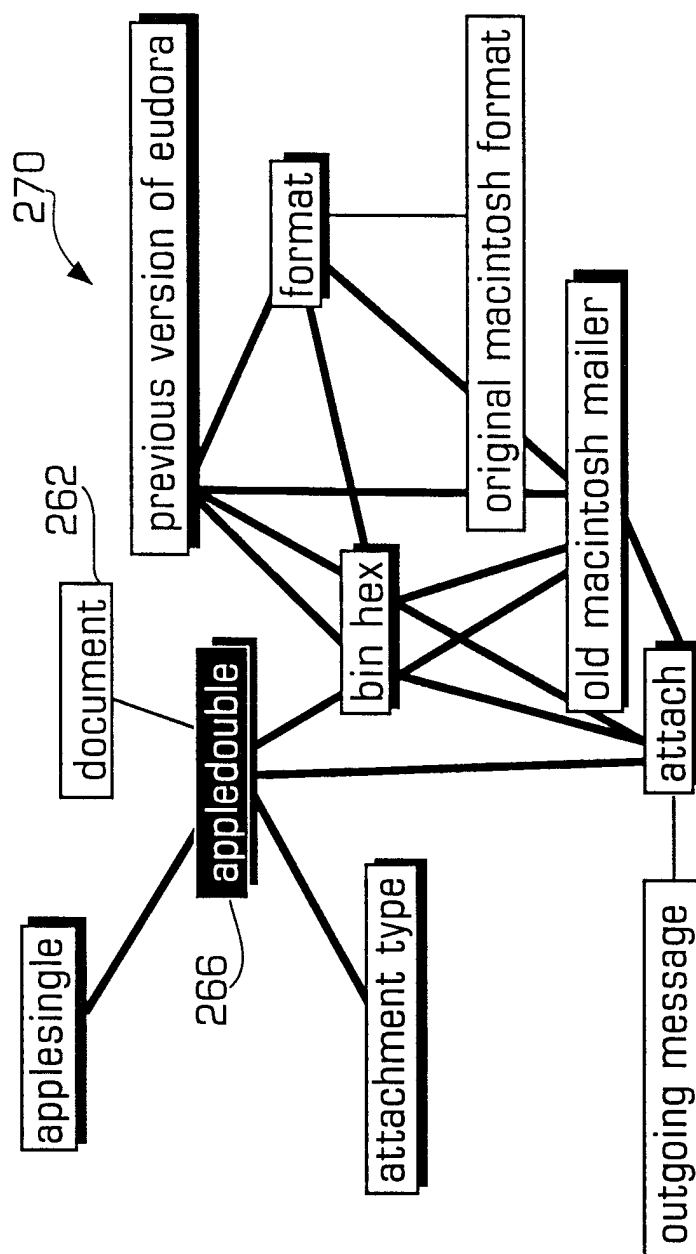 270
applesingle
document
262
previous version of eudora
appledouble
266
format
bin hex
attachment type
original macintosh format
old macintosh mailer
attach
outgoing message